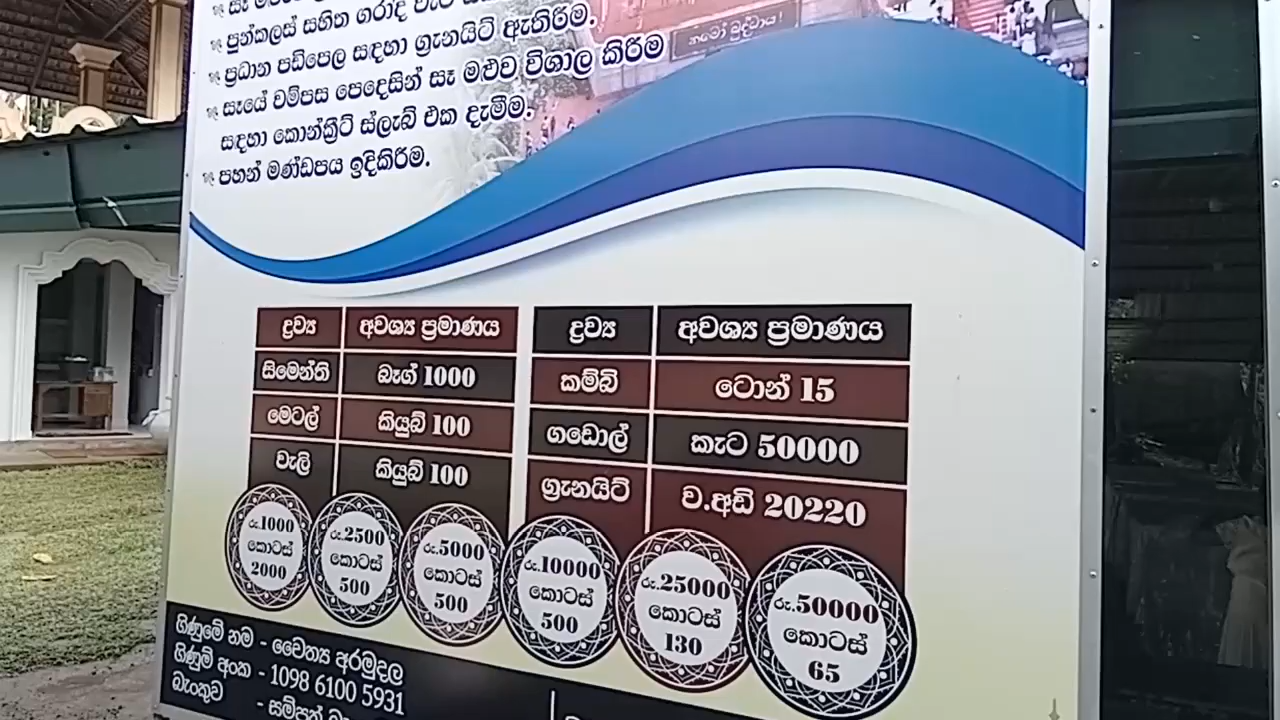 පුන්කලස් සහිත ගරාදි වැට
ප්‍රධාන පඩිපෙල සඳහා ග්‍රැනයිට් ඇතිරීම.
සෑයේ වම්පස පෙදෙසින් සෑ මළුව විශාල කිරීම
සඳහා කොන්ක්‍රීට් ස්ලැබ් එක දැමීම.
පහන් මණ්ඩපය ඉදිකිරීම.
නමෝ බුද්ධාය!
ද්‍රව්‍ය අවශ්‍ය ප්‍රමාණය
සිමෙන්ති බෑග් 1000
මෙටල් කියුබ් 100
වැලි කියුබ් 100
ද්‍රව්‍ය අවශ්‍ය ප්‍රමාණය
කම්බි ටොන් 15
ගඩොල් කැට 50000
ග්‍රැනයිට් ව.අඩි 20220
රු.1000
කොටස්
2000
රු.2500
කොටස්
500
රු.5000
කොටස්
500
රු.10000
කොටස්
500
රු.25000
කොටස්
130
රු.50000
කොටස්
65
ගිණුමේ නම - චෛත්‍ය අරමුදල
ගිණුම් අංක - 1098 6100 5931
බැංකුව - සම්පත්